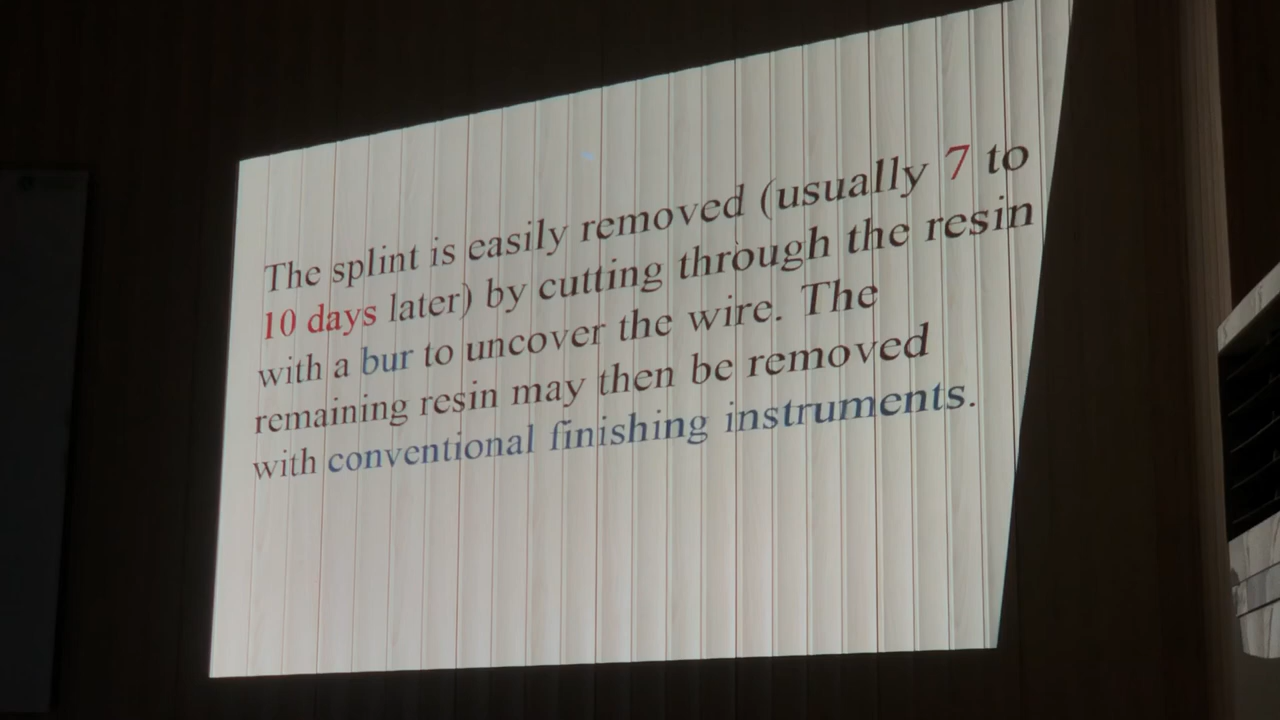 The splint is easily removed (usually 7 to
10 days later) by cutting through the resin
with a bur to uncover the wire. The
remaining resin may then be removed
with conventional finishing instruments.